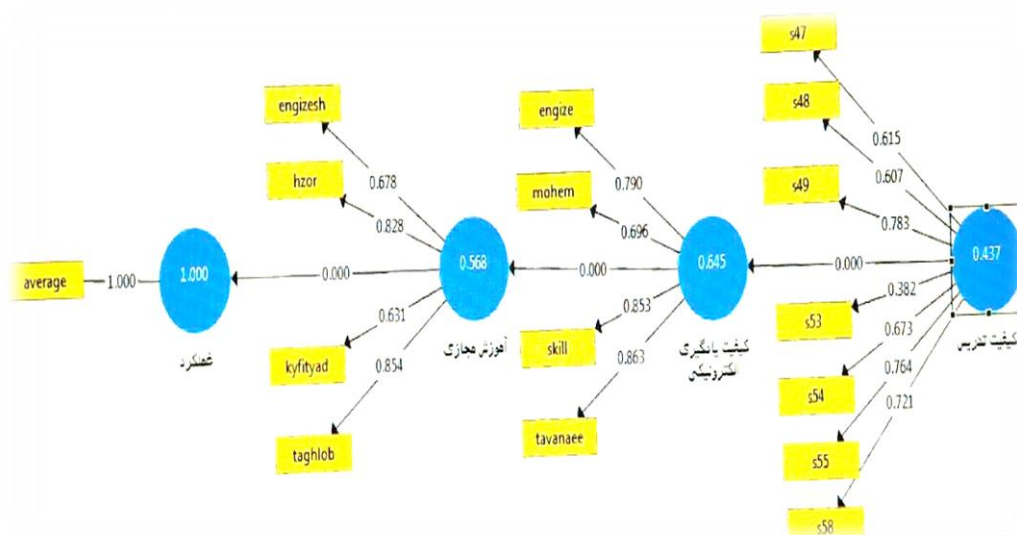 average
1.000
1.000
عملکرد
0.000
engizesh
hzor
kyfityad
taghlob
0.678
0.828
0.631
0.854
0.568
آموزش مجازی
0.000
engize
mohem
skill
tavanaee
0.790
0.696
0.853
0.863
0.645
کیفیت یادگیری
الکترونیکی
0.000
s47
s48
s49
s53
s54
s55
s58
0.615
0.607
0.783
0.382
0.673
0.764
0.721
0.437
کیفیت تدریس